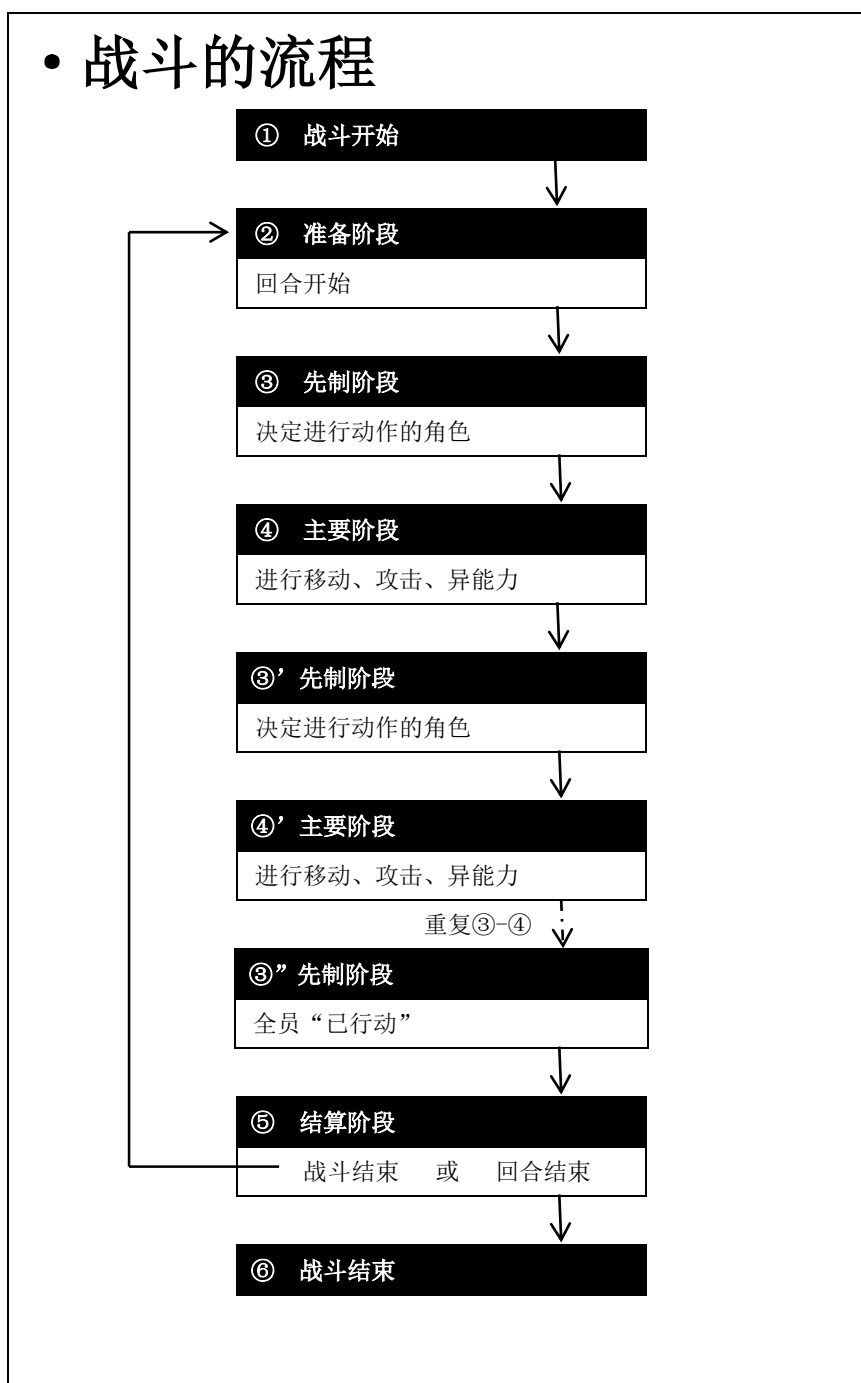 • 战斗的流程
① 战斗开始
② 准备阶段
回合开始
③ 先制阶段
决定进行动作的角色
④ 主要阶段
进行移动、攻击、异能力
③’ 先制阶段
决定进行动作的角色
④’ 主要阶段
进行移动、攻击、异能力
重复③-④
③” 先制阶段
全员“已行动”
⑤ 结算阶段
战斗结束 或 回合结束
⑥ 战斗结束